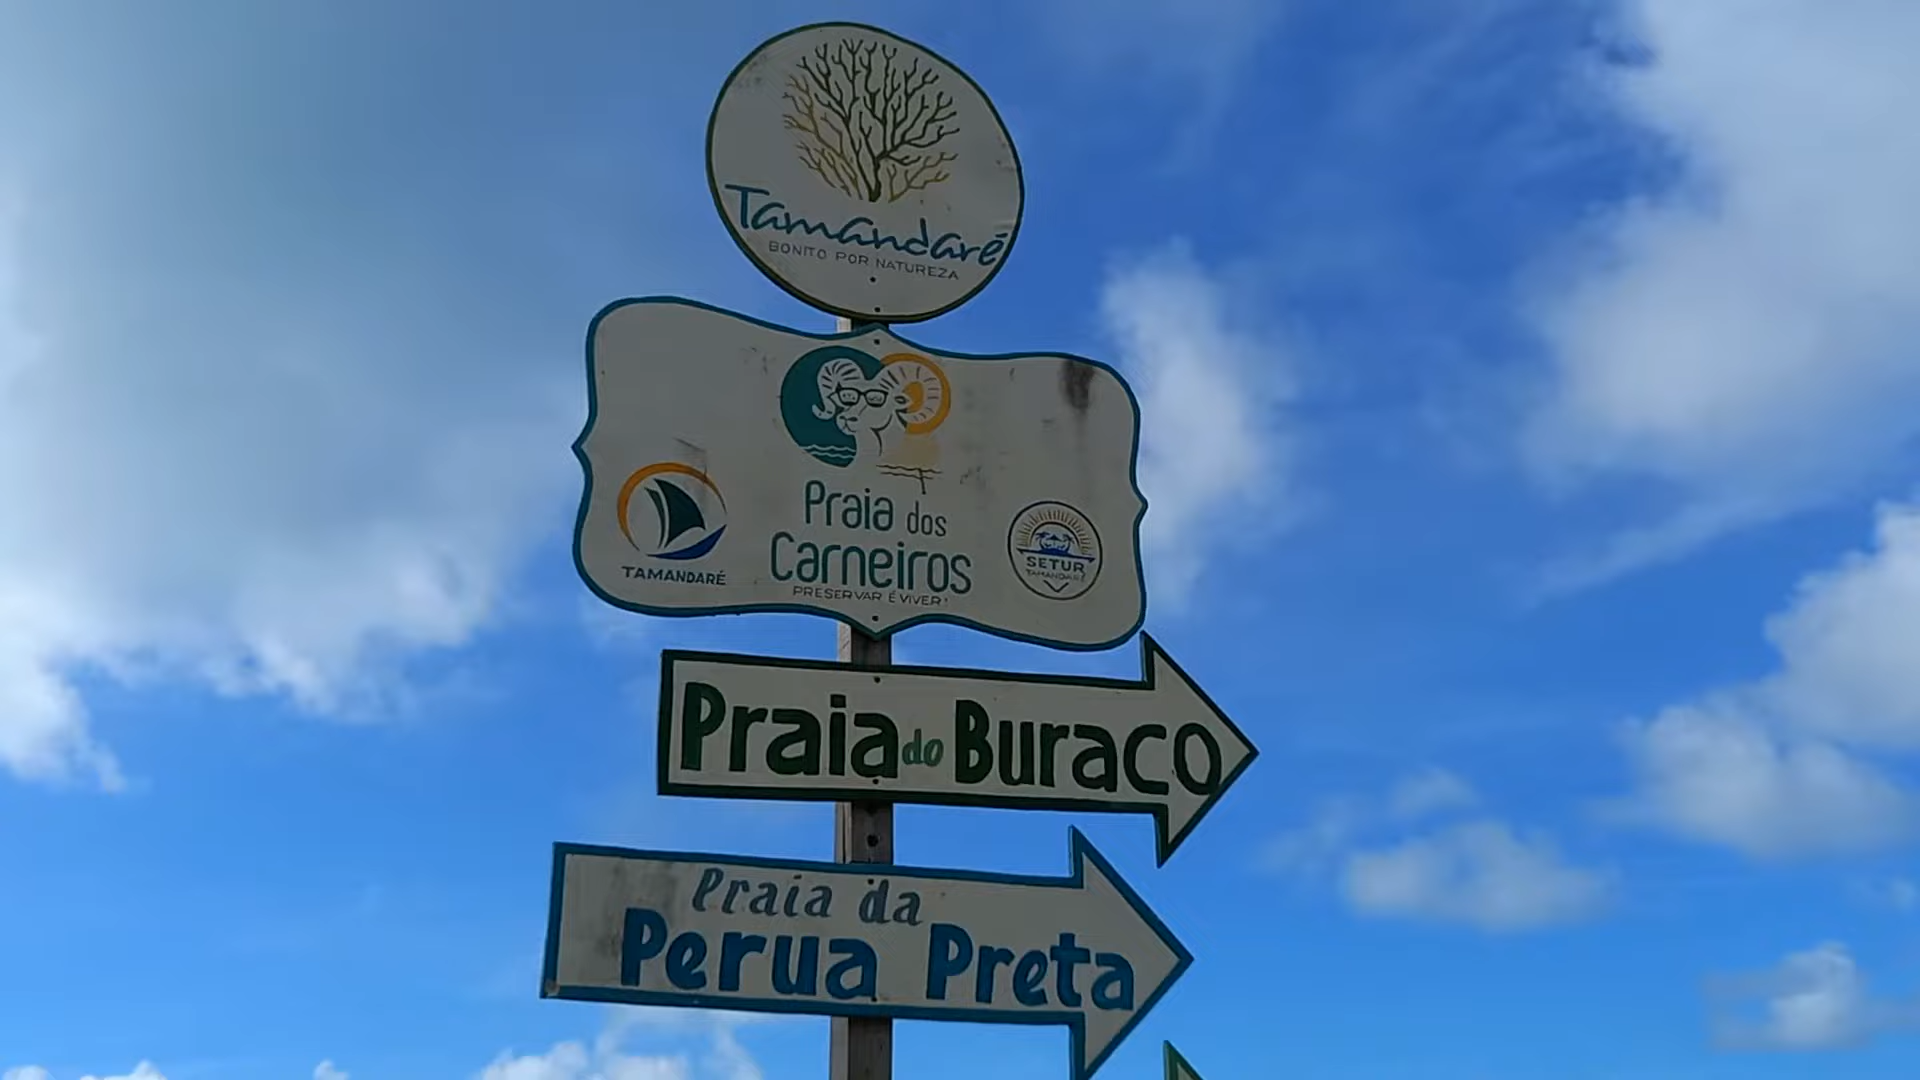 Tamandaré
BONITO POR NATUREZA
Praia dos
Carneiros
PRESERVAR É VIVER!
TAMANDARÉ
SETUR
TAMANDARÉ
Praia do Buraco
Praia da
Perua Preta